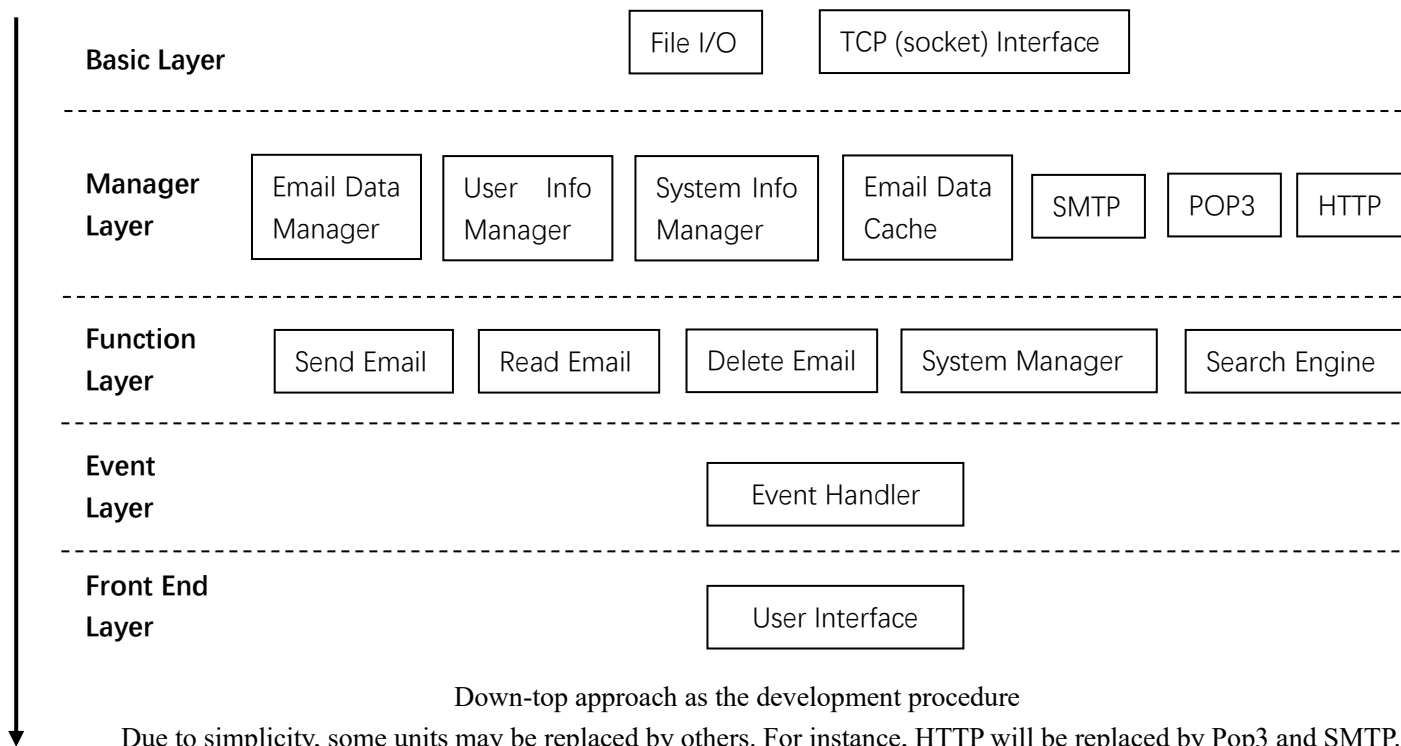 File I/O
TCP (socket) Interface
Basic Layer
Manager
Layer
Email Data
Manager
User Info
Manager
System Info
Manager
Email Data
Cache
SMTP
POP3
HTTP
Function
Layer
Send Email
Read Email
Delete Email
System Manager
Search Engine
Event
Layer
Event Handler
Front End
Layer
User Interface
Down-top approach as the development procedure
Due to simplicity, some units may be replaced by others. For instance, HTTP will be replaced by Pop3 and SMTP.